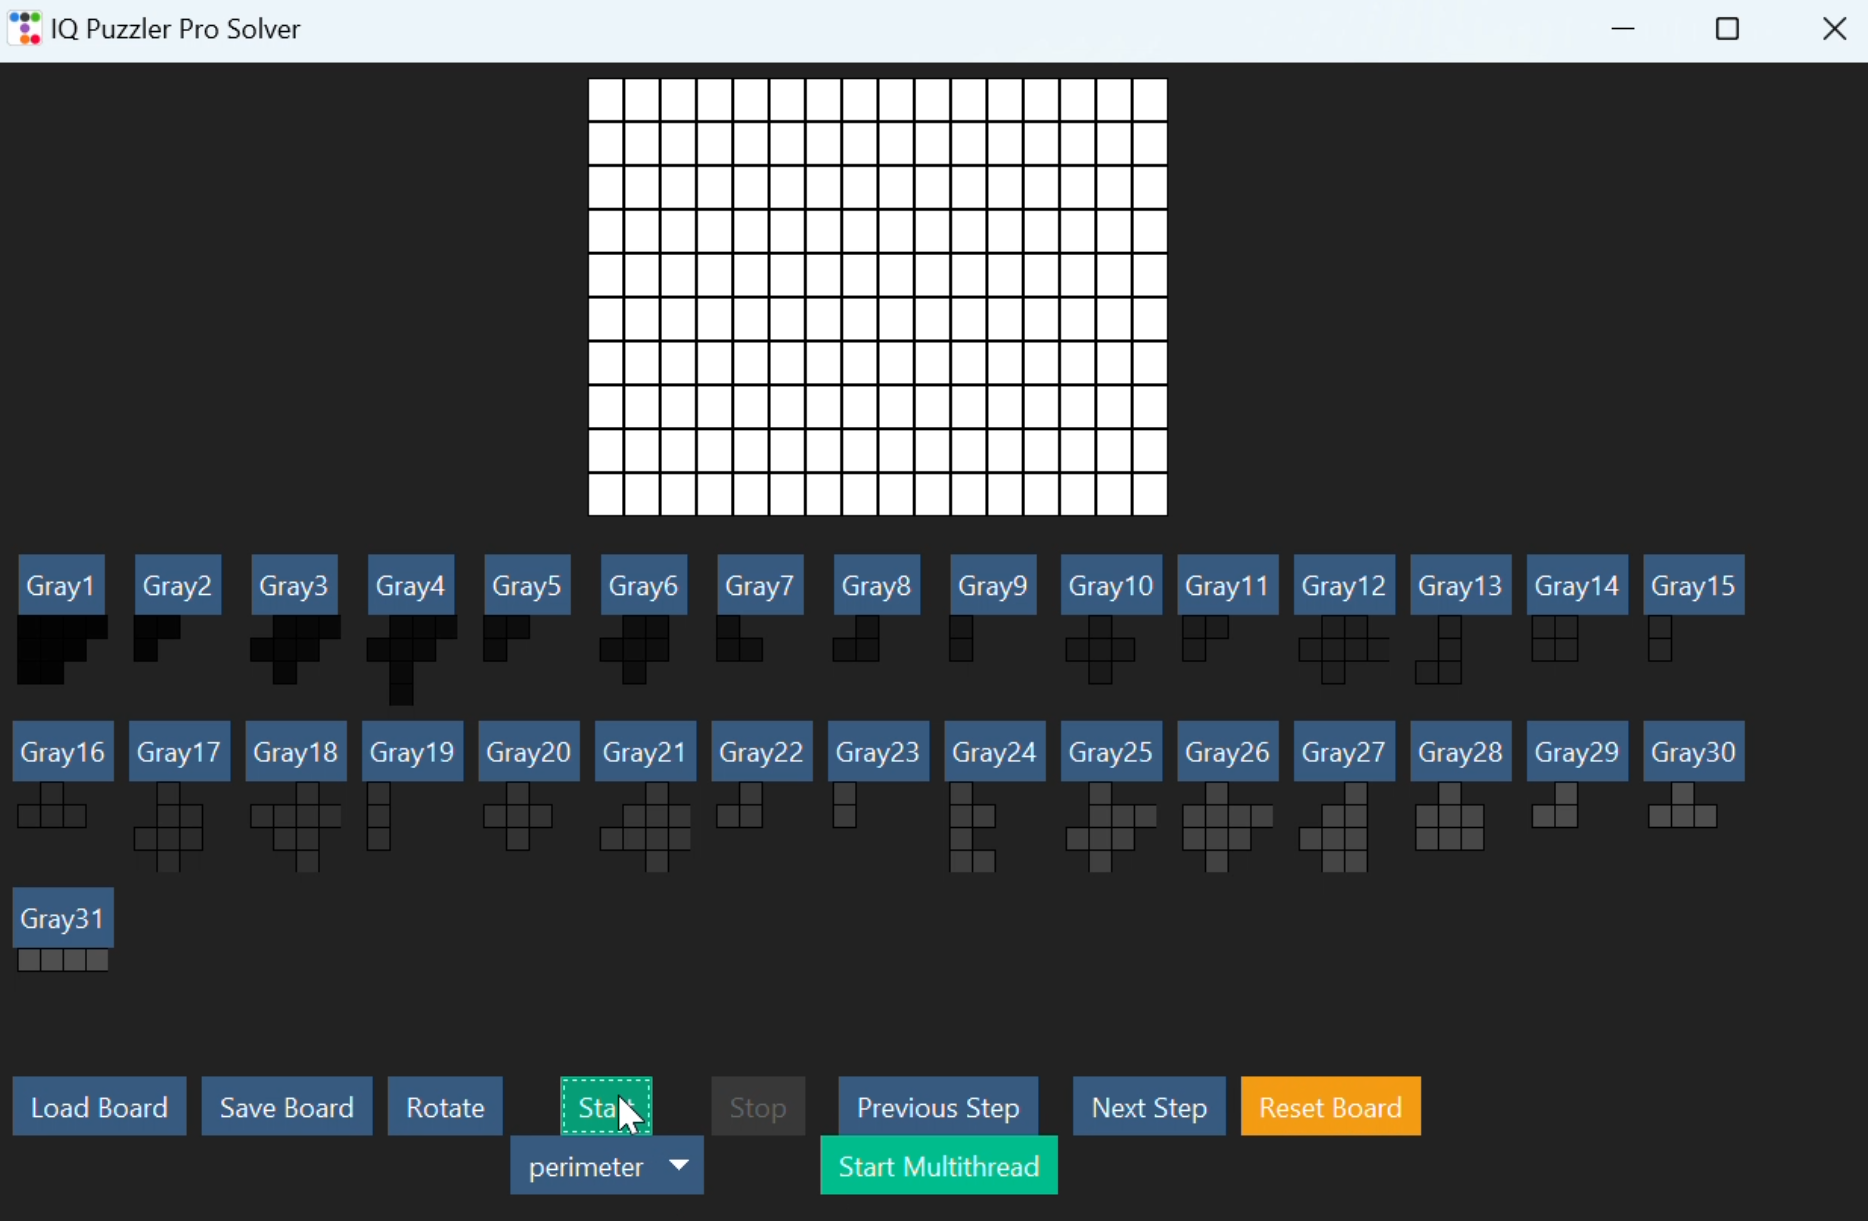 IQ Puzzler Pro Solver
Gray1 Gray2 Gray3 Gray4 Gray5 Gray6 Gray7 Gray8 Gray9 Gray10 Gray11 Gray12 Gray13 Gray14 Gray15
Gray16 Gray17 Gray18 Gray19 Gray20 Gray21 Gray22 Gray23 Gray24 Gray25 Gray26 Gray27 Gray28 Gray29 Gray30
Gray31
Load Board Save Board Rotate Start Stop Previous Step Next Step Reset Board
perimeter Start Multithread